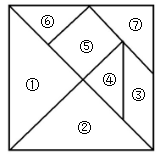 ⑥ ⑦
⑤
① ④ ③
②